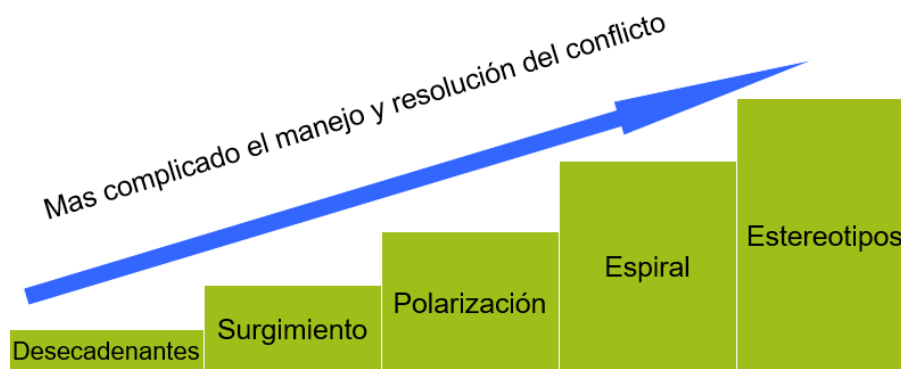 Mas complicado el manejo y resolución del conflicto
Desecadenantes
Surgimiento
Polarización
Espiral
Estereotipos